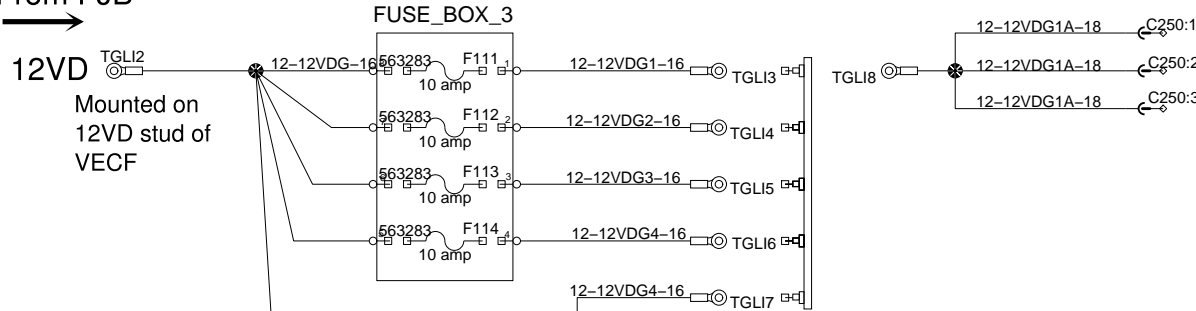 FUSE_BOX_3
12VD
TGLI2
Mounted on
12VD stud of
VECF
12-12VDG-16
563283
F111
1
10 amp
12-12VDG1-16
TGLI3
563283
F112
2
10 amp
12-12VDG2-16
TGLI4
563283
F113
3
10 amp
12-12VDG3-16
TGLI5
563283
F114
4
10 amp
12-12VDG4-16
TGLI6
12-12VDG4-16
TGLI7
TGLI8
12-12VDG1A-18
C250:1
12-12VDG1A-18
C250:2
12-12VDG1A-18
C250:3